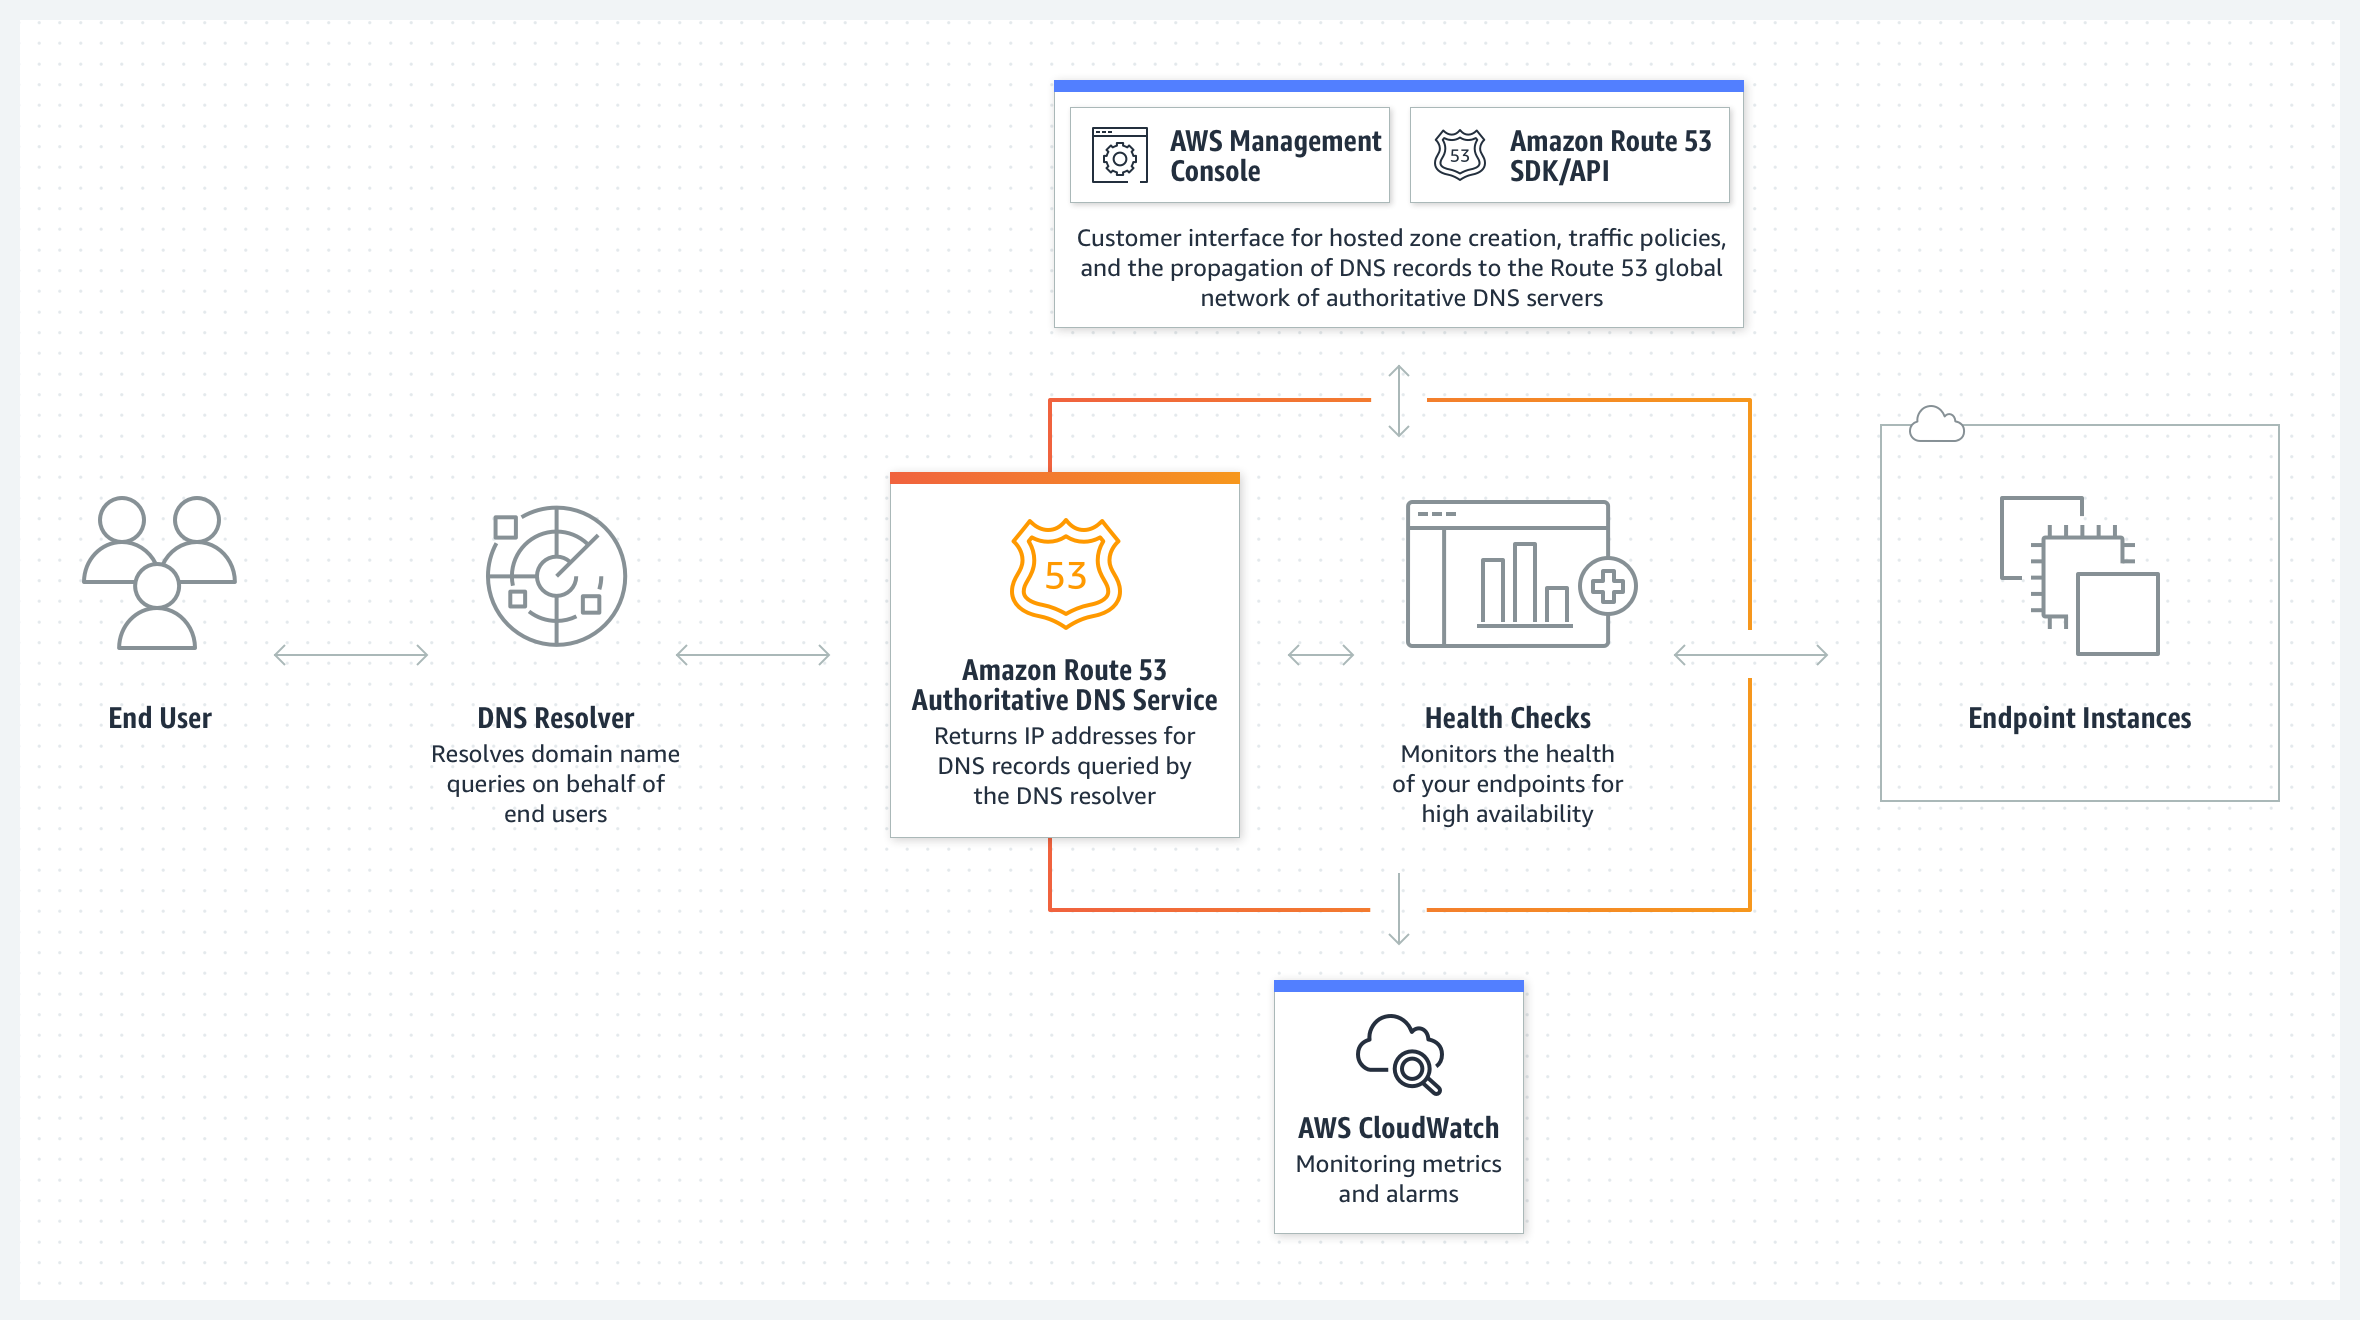 AWS Management
Console
Amazon Route 53
SDK/API
53
Customer interface for hosted zone creation, traffic policies,
and the propagation of DNS records to the Route 53 global
network of authoritative DNS servers
End User
DNS Resolver
Resolves domain name
queries on behalf of
end users
53
Amazon Route 53
Authoritative DNS Service
Returns IP addresses for
DNS records queried by
the DNS resolver
Health Checks
Monitors the health
of your endpoints for
high availability
Endpoint Instances
AWS CloudWatch
Monitoring metrics
and alarms